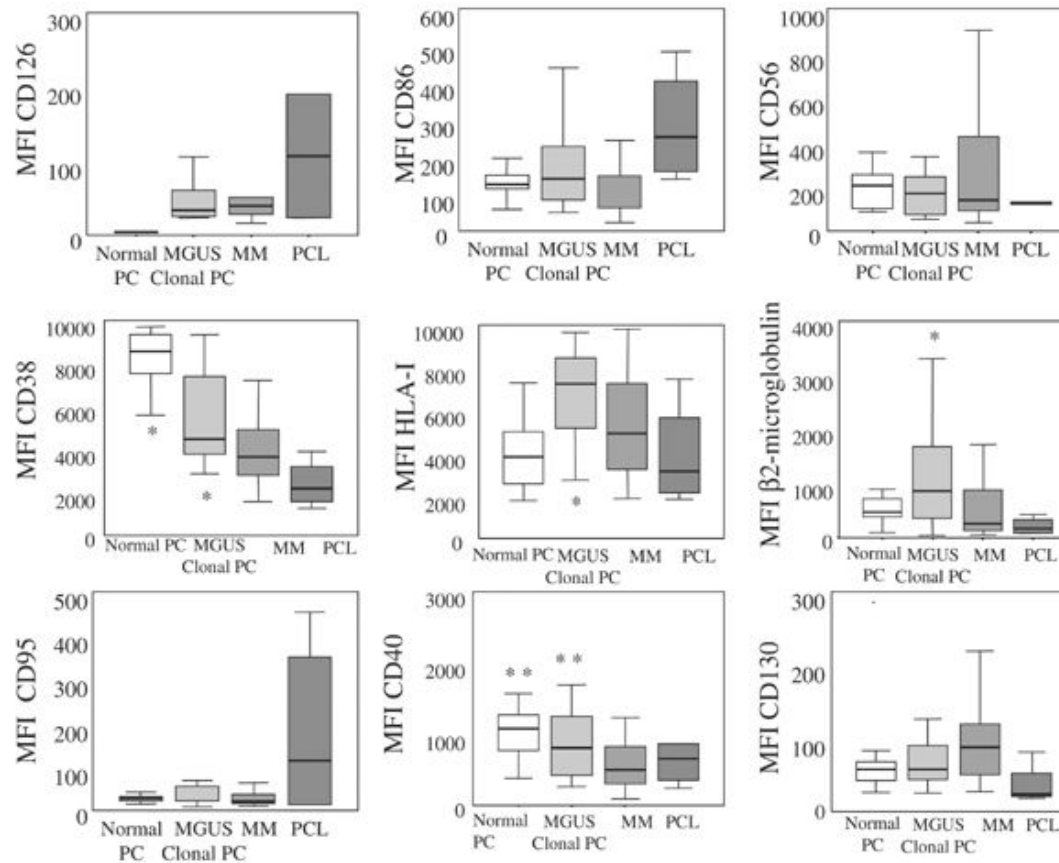 MFI CD126
300
200
100
0
Normal MGUS MM PCL
PC Clonal PC
MFI CD86
600
500
400
300
200
100
0
Normal MGUS MM PCL
PC Clonal PC
MFI CD56
1000
600
400
200
0
Normal MGUS MM PCL
PC Clonal PC
MFI CD38
10000
8000
6000
4000
2000
0
*
*
Normal PC MGUS MM PCL
Clonal PC
MFI HLA-I
10000
8000
6000
4000
2000
0
*
Normal PC MGUS MM PCL
Clonal PC
MFI β2-microglobulin
4000
3000
2000
1000
0
*
Normal MGUS MM PCL
PC Clonal PC
MFI CD95
500
400
300
200
100
0
Normal MGUS MM PCL
PC Clonal PC
MFI CD40
3000
2000
1000
0
* *
* *
Normal MGUS MM PCL
PC Clonal PC
MFI CD130
300
200
100
0
Normal MGUS MM PCL
PC Clonal PC